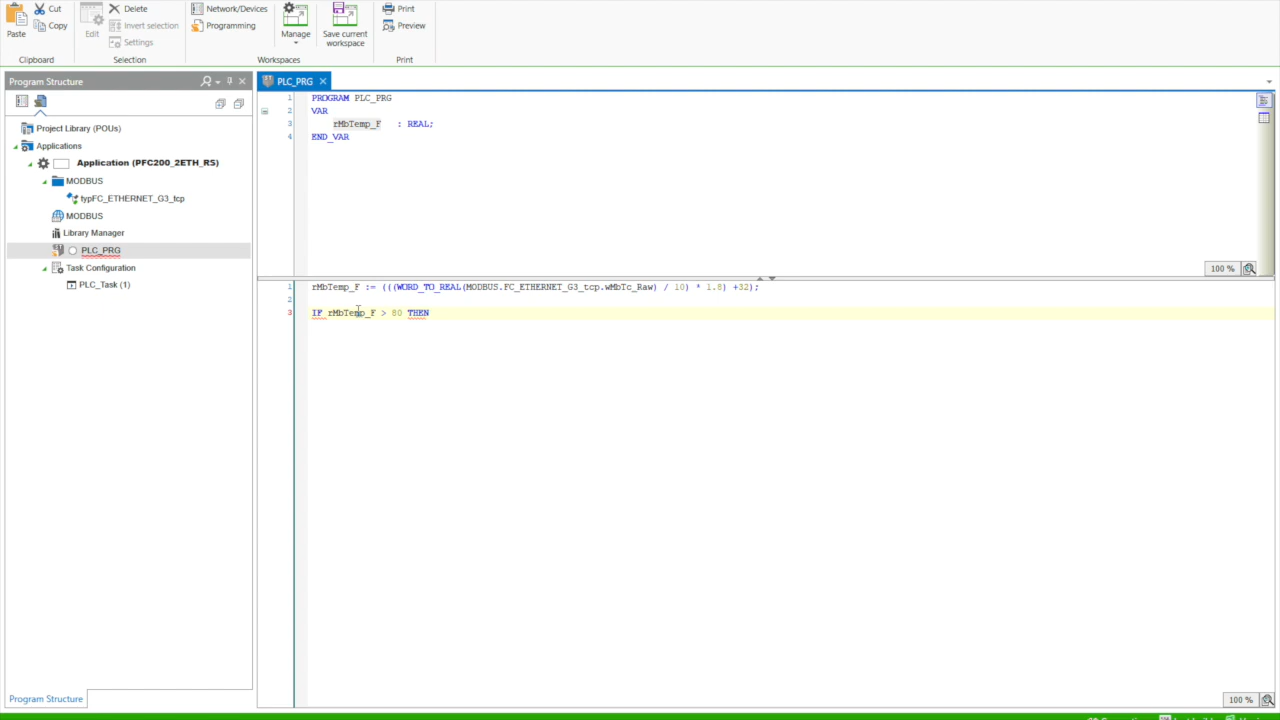 Paste
Cut
Copy
Clipboard
Edit
Delete
Invert selection
Settings
Selection
Network/Devices
Programming
Manage
Save current
workspace
Workspaces
Print
Preview
Print
Program Structure
Project Library (POUs)
Applications
Application (PFC200_2ETH_RS)
MODBUS
typFC_ETHERNET_G3_tcp
MODBUS
Library Manager
PLC_PRG
Task Configuration
PLC_Task (1)
Program Structure
PLC_PRG
1 PROGRAM PLC_PRG
2 VAR
3 rMbTemp_F : REAL;
4 END_VAR
100 %
1 rMbTemp_F := (((WORD_TO_REAL(MODBUS.FC_ETHERNET_G3_tcp.wMbTc_Raw) / 10) * 1.8) +32);
2
3 IF rMbTemp_F > 80 THEN
100 %